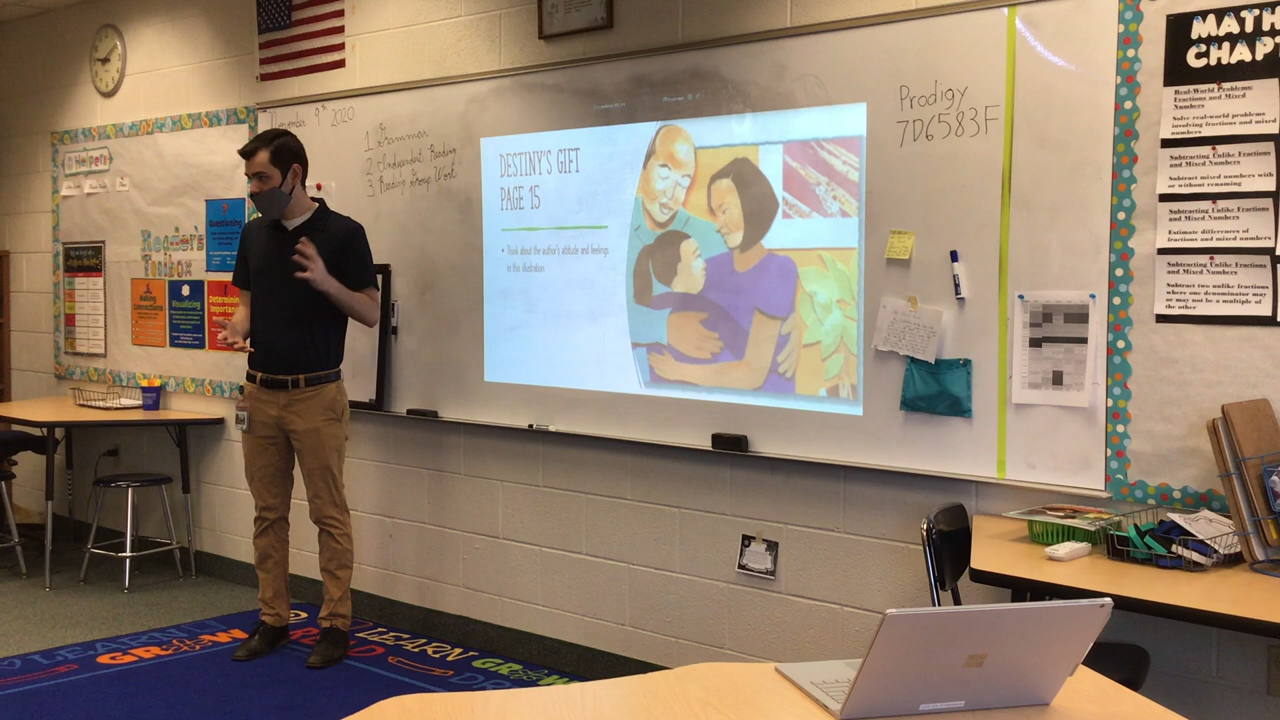 November 9th 2020
1. Grammar
2. Independent Reading
3. Reading Group Work
Helpers
Reader's
Toolbox
Questioning
Making
Connections
Visualizing
Determining
Importance
DESTINY'S GIFT
PAGE 15
• Think about the author's attitude and feelings
in this illustration
Prodigy
7D6583F
MATH
CHAP
Real-World Problems:
Fractions and Mixed
Numbers
Solve real-world problems
involving fractions and mixed
numbers
Subtracting Unlike Fractions
and Mixed Numbers
Subtract mixed numbers with
or without renaming
Subtracting Unlike Fractions
and Mixed Numbers
Estimate differences of
fractions and mixed numbers
Subtracting Unlike Fractions
and Mixed Numbers
Subtract two unlike fractions
where one denominator may
or may not be a multiple of
the other
LEARN
GROW
READ
LEARN
GROW